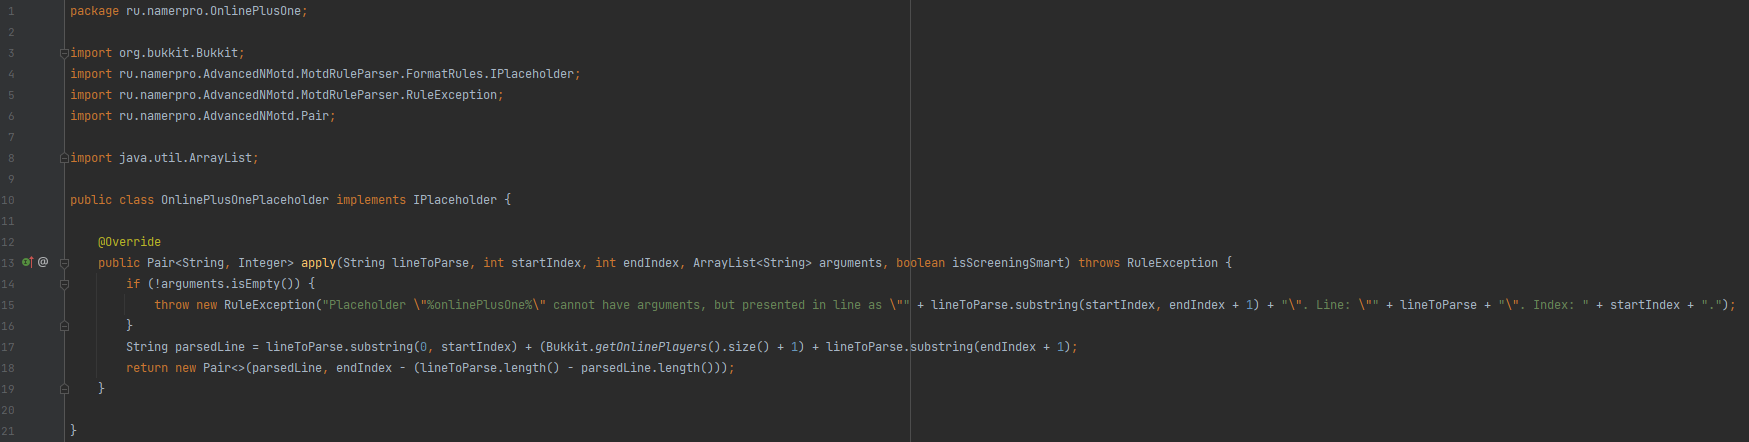 1 package ru.namerpro.OnlinePlusOne;
2
3 import org.bukkit.Bukkit;
4 import ru.namerpro.AdvancedNMotd.MotdRuleParser.FormatRules.IPlaceholder;
5 import ru.namerpro.AdvancedNMotd.MotdRuleParser.RuleException;
6 import ru.namerpro.AdvancedNMotd.Pair;
7
8 import java.util.ArrayList;
9
10 public class OnlinePlusOnePlaceholder implements IPlaceholder {
11
12 @Override
13 public Pair<String, Integer> apply(String lineToParse, int startIndex, int endIndex, ArrayList<String> arguments, boolean isScreeningSmart) throws RuleException {
14 if (!arguments.isEmpty()) {
15 throw new RuleException("Placeholder \"%onlinePlusOne%\" cannot have arguments, but presented in line as \"" + lineToParse.substring(startIndex, endIndex + 1) + "\". Line: \"" + lineToParse + "\". Index: " + startIndex + ".");
16 }
17 String parsedLine = lineToParse.substring(0, startIndex) + (Bukkit.getOnlinePlayers().size() + 1) + lineToParse.substring(endIndex + 1);
18 return new Pair<>(parsedLine, endIndex - (lineToParse.length() - parsedLine.length()));
19 }
20
21 }